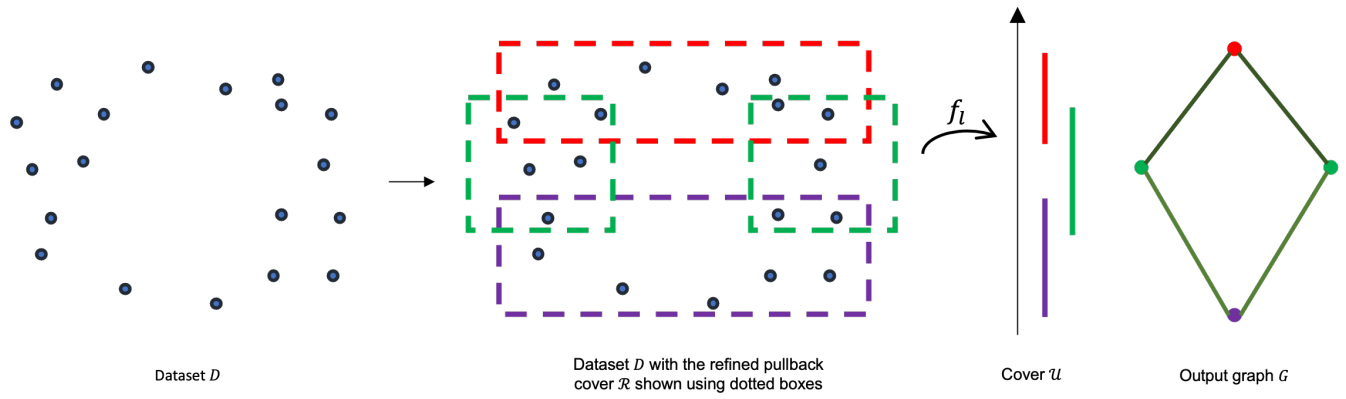 f_l
Dataset D
Dataset D with the refined pullback
cover ℛ shown using dotted boxes
Cover 𝒰
Output graph G